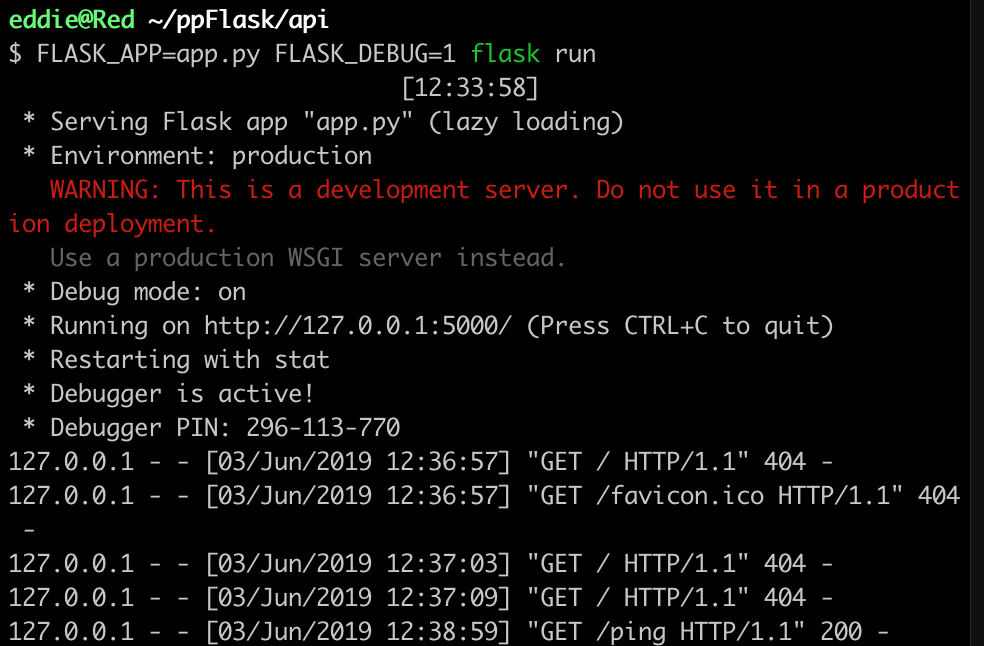 eddie@Red ~/ppFlask/api
$ FLASK_APP=app.py FLASK_DEBUG=1 flask run
[12:33:58]
* Serving Flask app "app.py" (lazy loading)
* Environment: production
WARNING: This is a development server. Do not use it in a product
ion deployment.
Use a production WSGI server instead.
* Debug mode: on
* Running on http://127.0.0.1:5000/ (Press CTRL+C to quit)
* Restarting with stat
* Debugger is active!
* Debugger PIN: 296-113-770
127.0.0.1 - - [03/Jun/2019 12:36:57] "GET / HTTP/1.1" 404 -
127.0.0.1 - - [03/Jun/2019 12:36:57] "GET /favicon.ico HTTP/1.1" 404
-
127.0.0.1 - - [03/Jun/2019 12:37:03] "GET / HTTP/1.1" 404 -
127.0.0.1 - - [03/Jun/2019 12:37:09] "GET / HTTP/1.1" 404 -
127.0.0.1 - - [03/Jun/2019 12:38:59] "GET /ping HTTP/1.1" 200 -